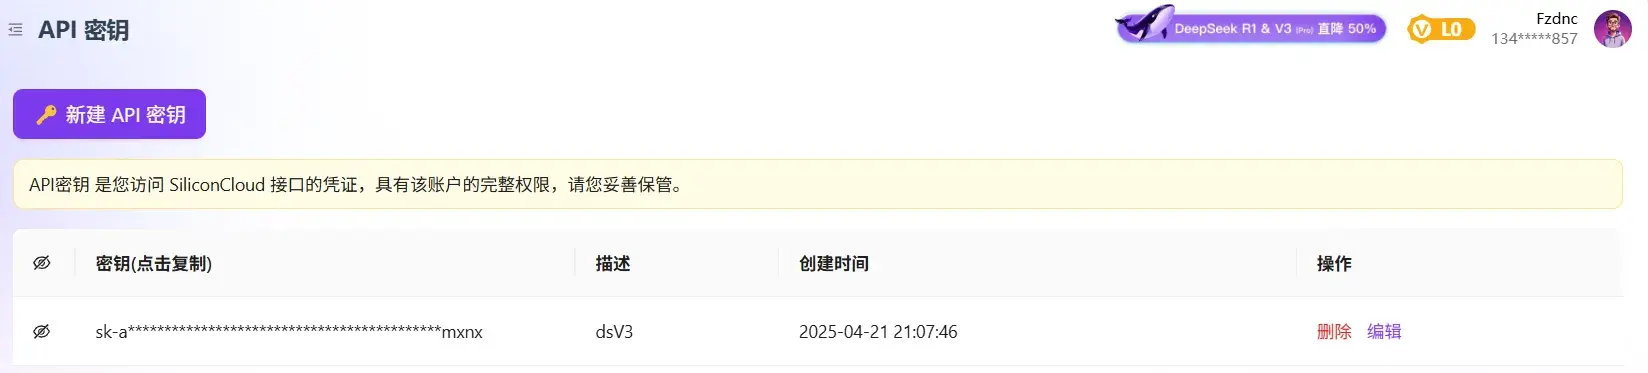 API 密钥
DeepSeek R1 & V3 (Pro) 直降 50%
L0
Fzdnc
134*****857
新建 API 密钥
API密钥 是您访问 SiliconCloud 接口的凭证，具有该账户的完整权限，请您妥善保管。
密钥(点击复制) 描述 创建时间 操作
sk-a********************************************mxnx dsV3 2025-04-21 21:07:46 删除 编辑